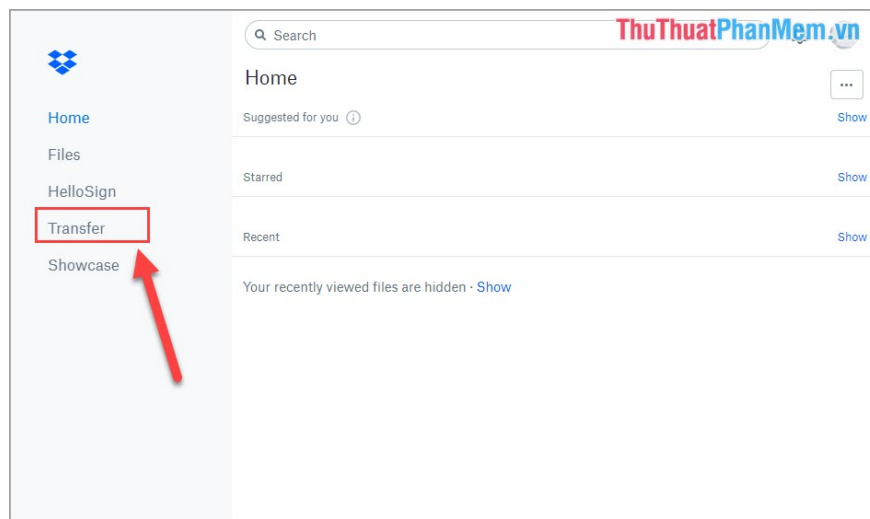 Search
ThuThuatPhanMem.vn
Home
Home
...
Suggested for you
Show
Files
Starred
Show
HelloSign
Transfer
Recent
Show
Showcase
Your recently viewed files are hidden · Show